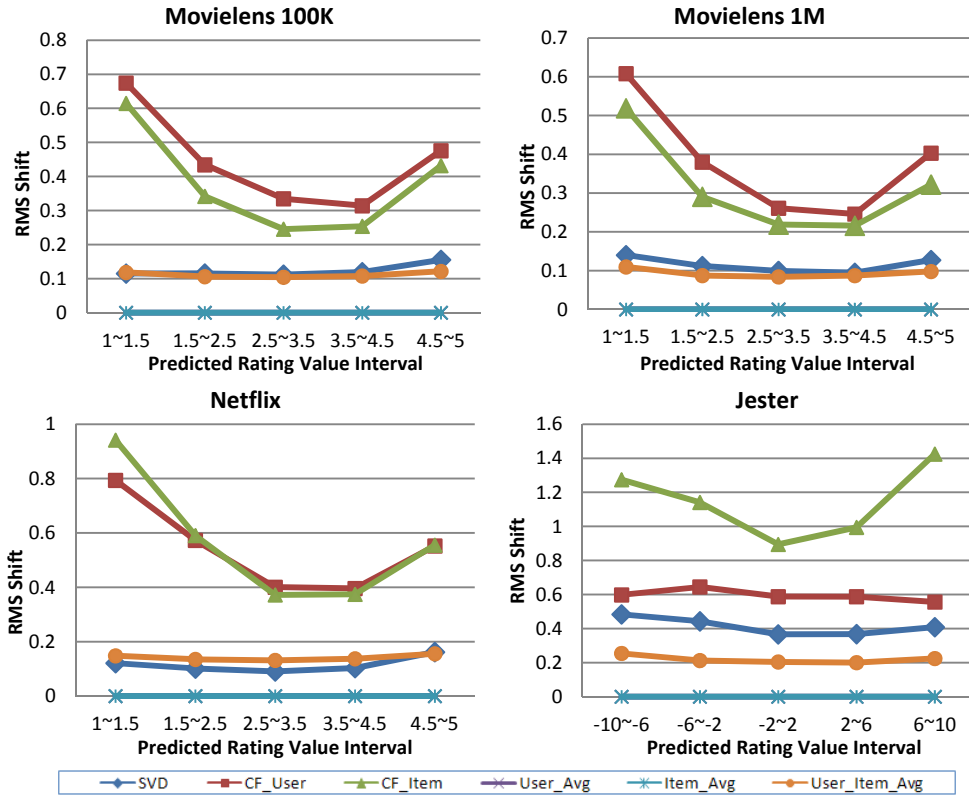 Movielens 100K
RMS Shift
0.8
0.7
0.6
0.5
0.4
0.3
0.2
0.1
0
1~1.5 1.5~2.5 2.5~3.5 3.5~4.5 4.5~5
Predicted Rating Value Interval
Movielens 1M
RMS Shift
0.7
0.6
0.5
0.4
0.3
0.2
0.1
0
1~1.5 1.5~2.5 2.5~3.5 3.5~4.5 4.5~5
Predicted Rating Value Interval
Netflix
RMS Shift
1
0.8
0.6
0.4
0.2
0
1~1.5 1.5~2.5 2.5~3.5 3.5~4.5 4.5~5
Predicted Rating Value Interval
Jester
RMS Shift
1.6
1.4
1.2
1
0.8
0.6
0.4
0.2
0
-10~-6 -6~-2 -2~2 2~6 6~10
Predicted Rating Value Interval
SVD CF_User CF_Item User_Avg Item_Avg User_Item_Avg